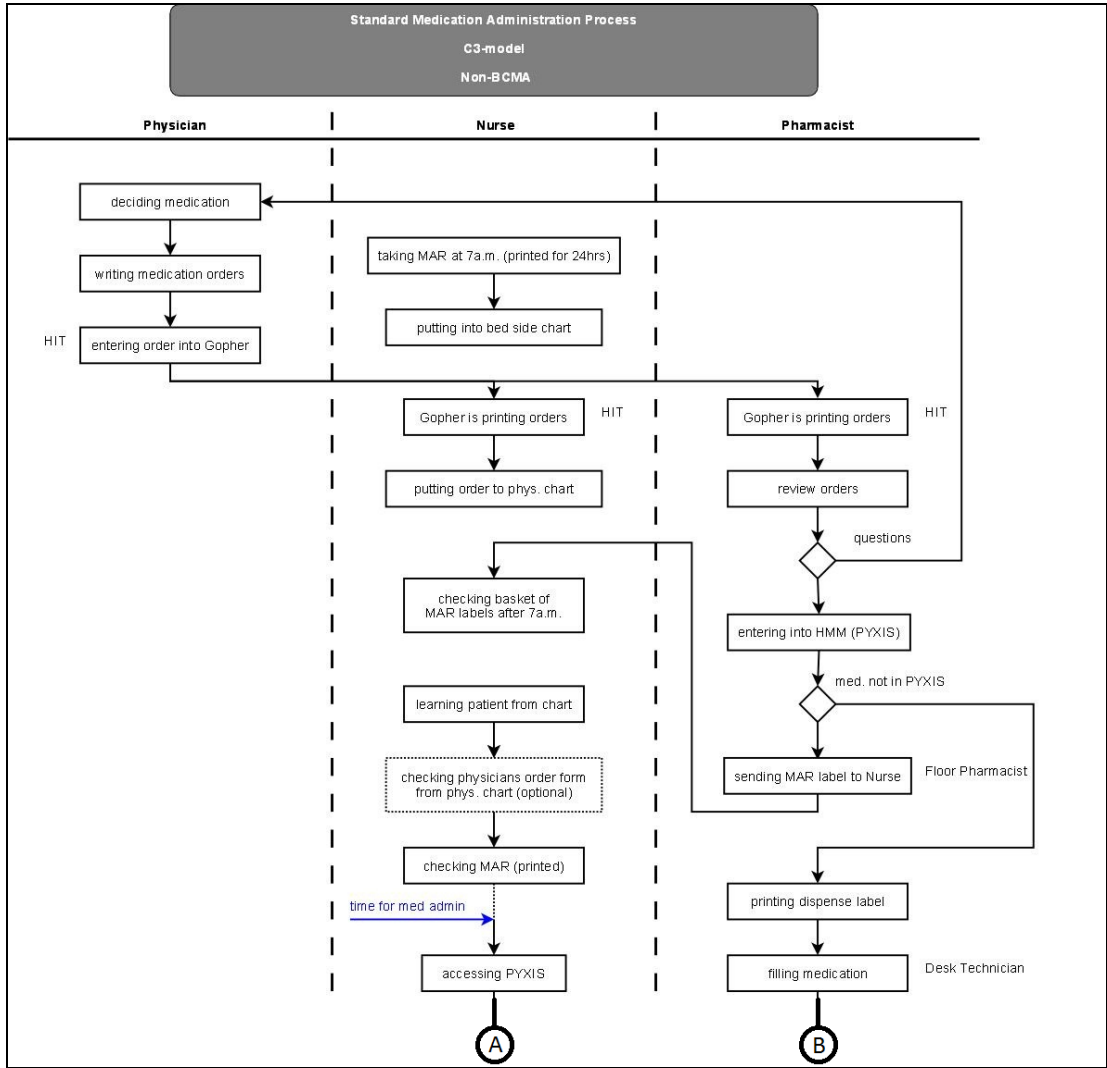 Standard Medication Administration Process
C3-model
Non-BCMA
Physician
Nurse
Pharmacist
deciding medication
writing medication orders
HIT
entering order into Gopher
taking MAR at 7a.m. (printed for 24hrs)
putting into bed side chart
Gopher is printing orders
HIT
putting order to phys. chart
Gopher is printing orders
HIT
review orders
questions
checking basket of
MAR labels after 7a.m.
entering into HMM (PYXIS)
med. not in PYXIS
learning patient from chart
checking physicians order form
from phys. chart (optional)
sending MAR label to Nurse
Floor Pharmacist
checking MAR (printed)
time for med admin
accessing PYXIS
printing dispense label
filling medication
Desk Technician
A
B